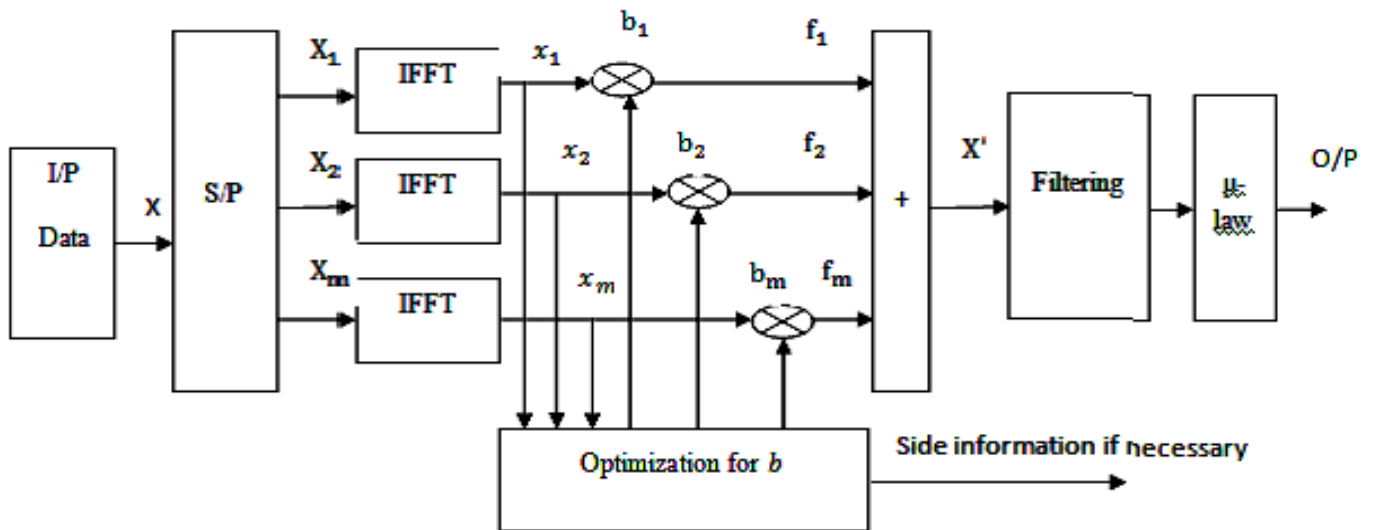 I/P
Data
X
S/P
X₁
IFFT
x₁
b₁
f₁
X₂
IFFT
x₂
b₂
f₂
Xₘ
IFFT
xₘ
bₘ
fₘ
+
X'
Filtering
μ-
law
O/P
Optimization for b
Side information if necessary